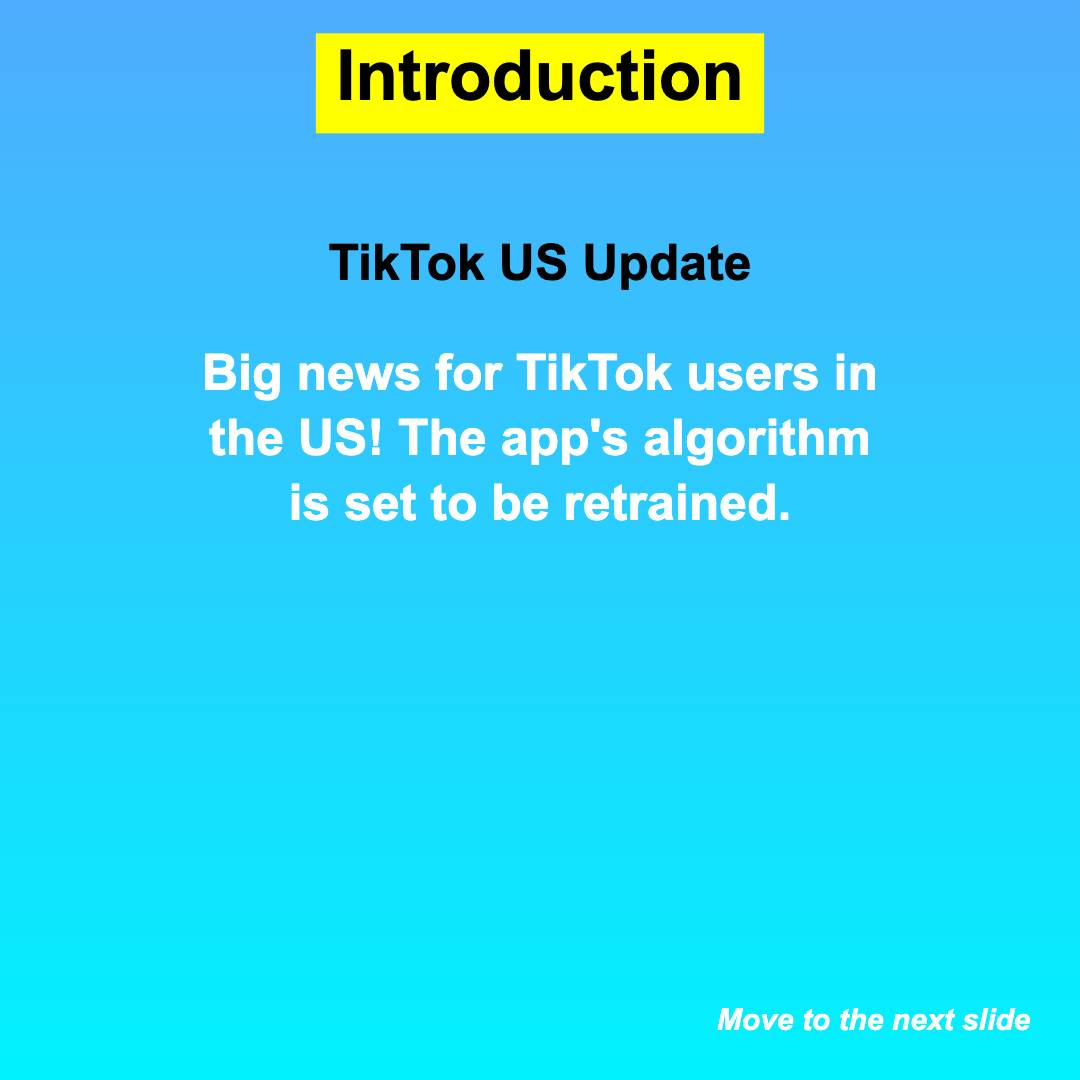 Introduction
TikTok US Update
Big news for TikTok users in
the US! The app's algorithm
is set to be retrained.
Move to the next slide